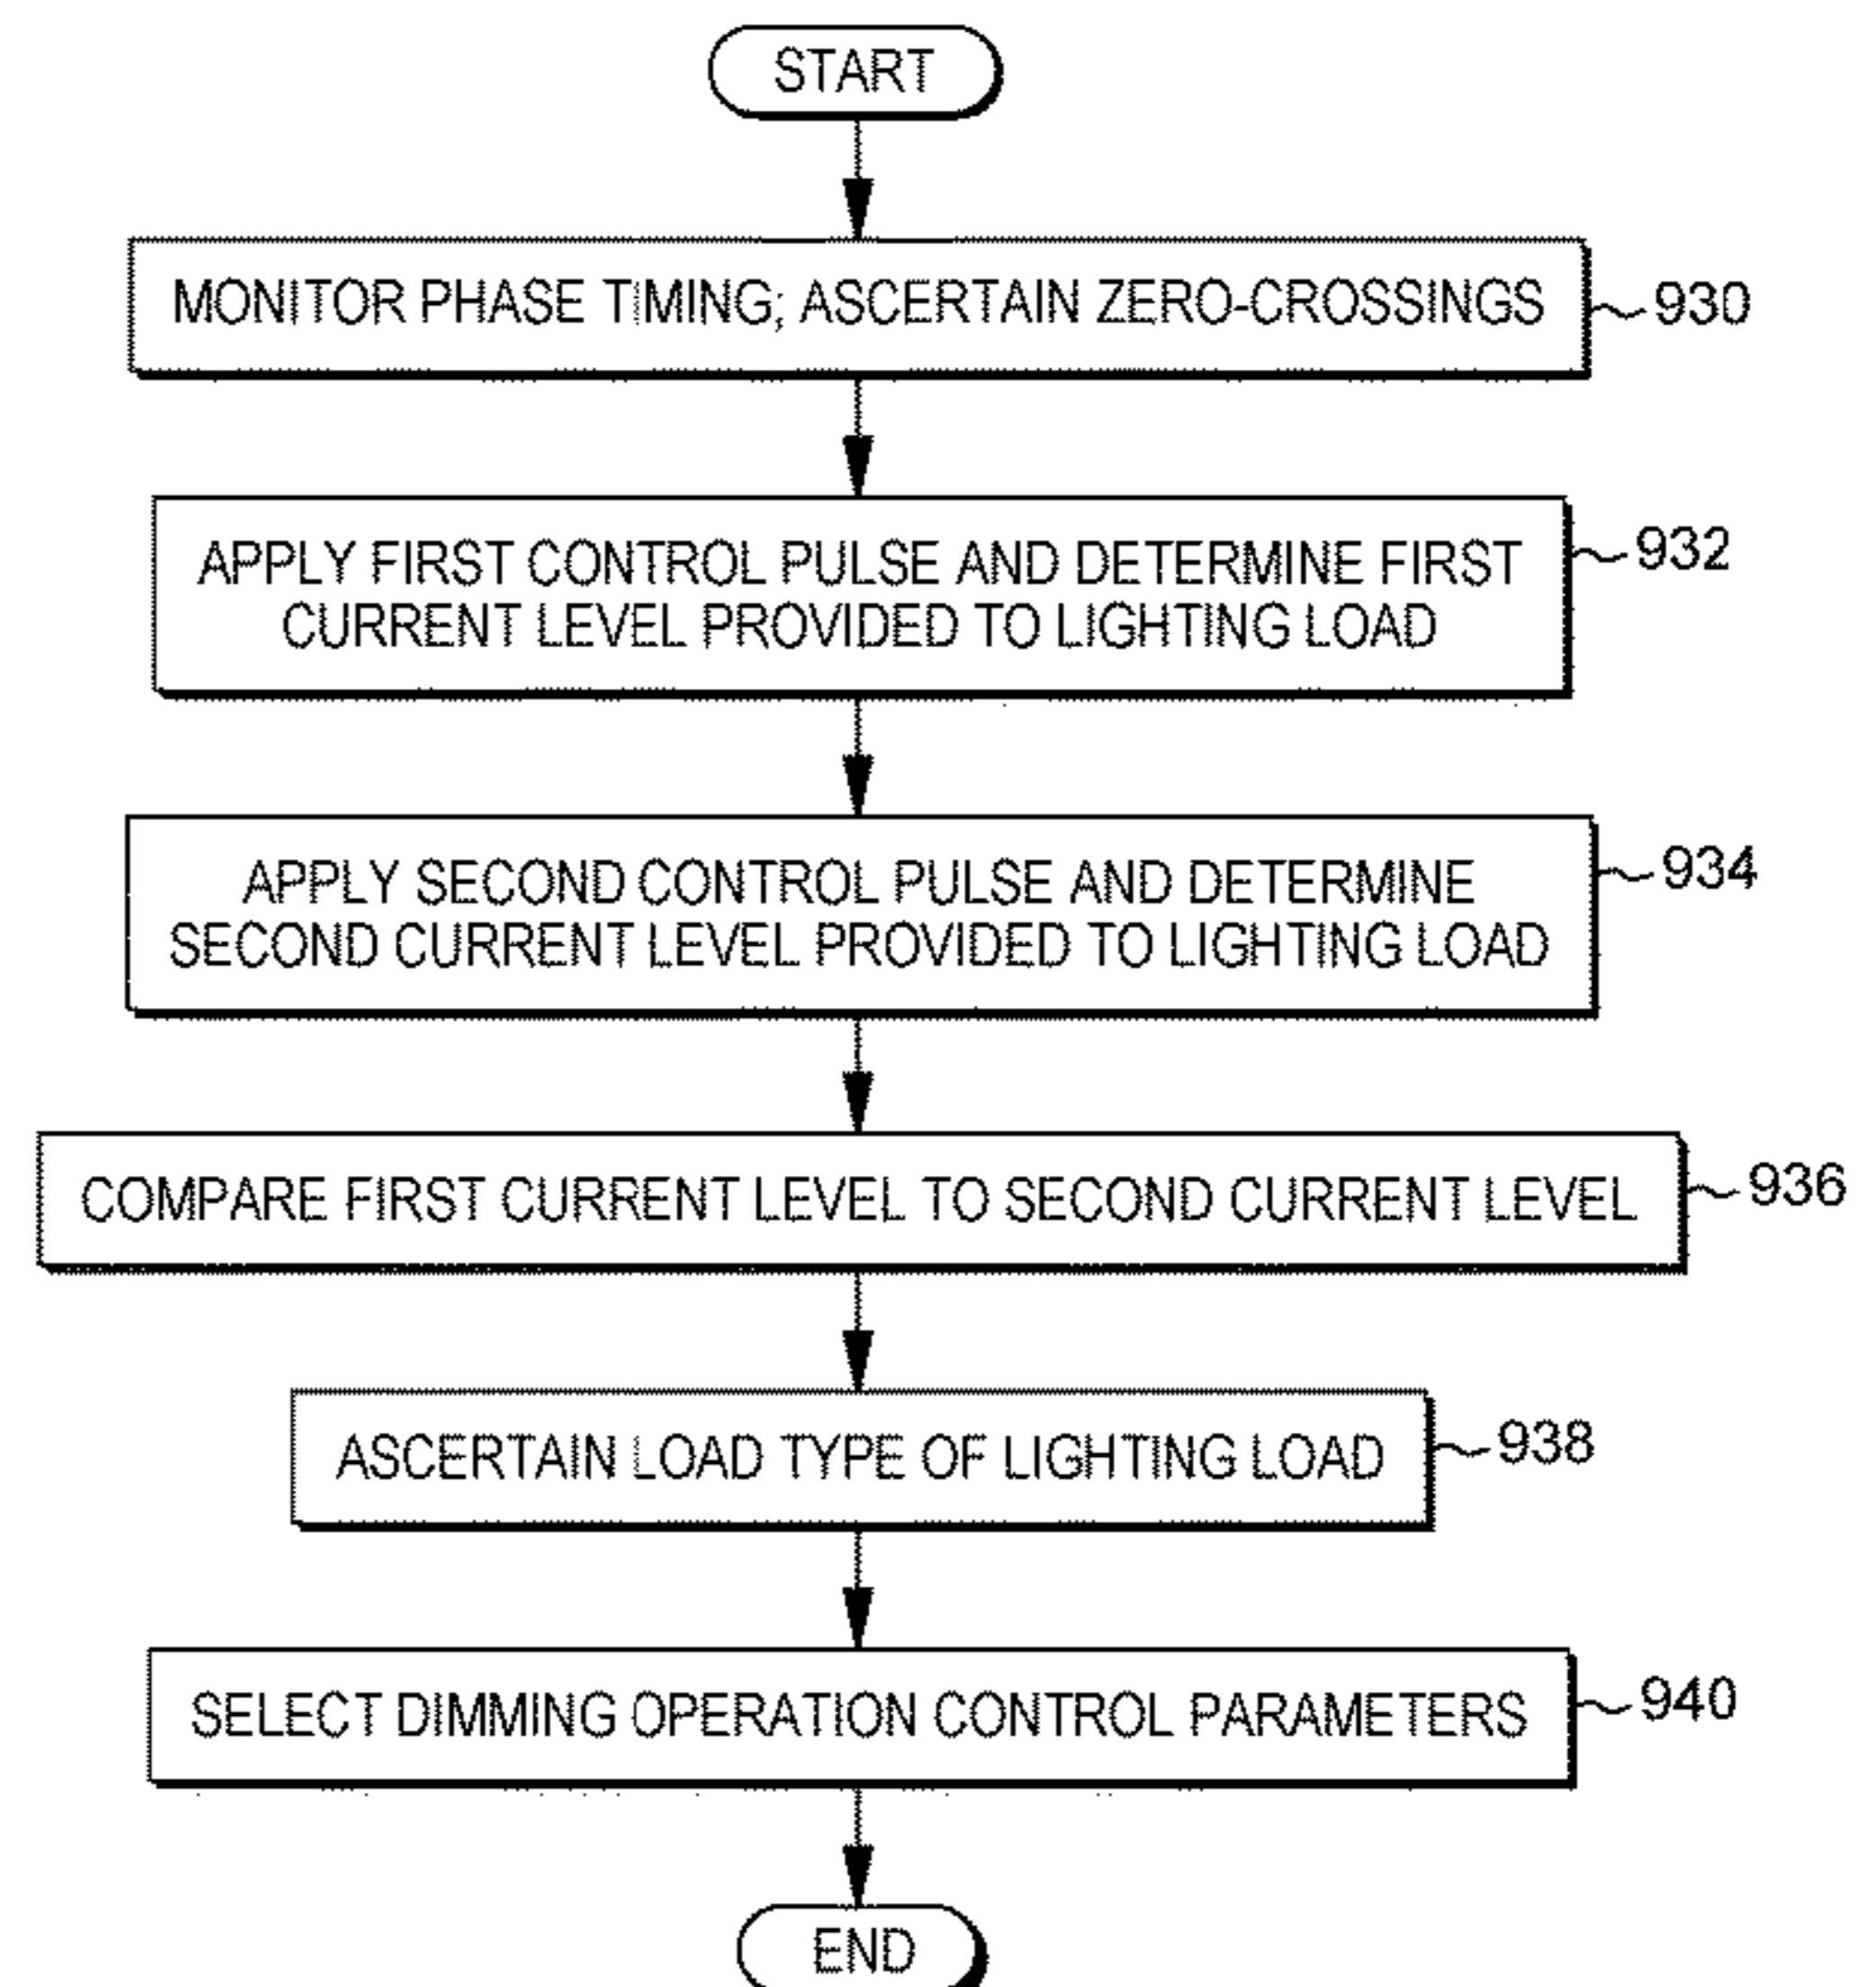 START
MONITOR PHASE TIMING; ASCERTAIN ZERO-CROSSINGS
930
APPLY FIRST CONTROL PULSE AND DETERMINE FIRST
CURRENT LEVEL PROVIDED TO LIGHTING LOAD
932
APPLY SECOND CONTROL PULSE AND DETERMINE
SECOND CURRENT LEVEL PROVIDED TO LIGHTING LOAD
934
COMPARE FIRST CURRENT LEVEL TO SECOND CURRENT LEVEL
936
ASCERTAIN LOAD TYPE OF LIGHTING LOAD
938
SELECT DIMMING OPERATION CONTROL PARAMETERS
940
END